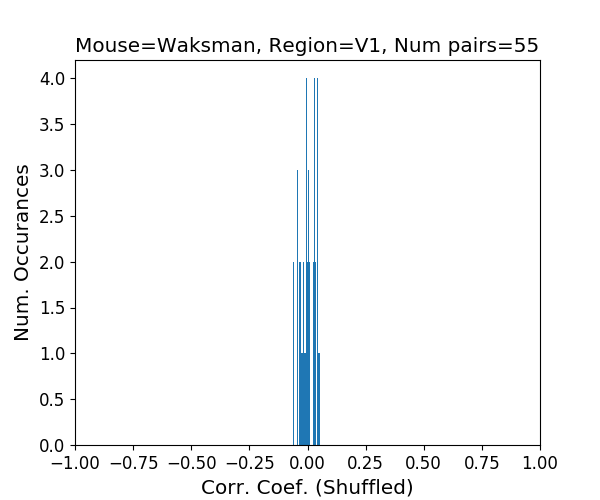 Mouse=Waksman, Region=V1, Num pairs=55
Num. Occurances
4.0
3.5
3.0
2.5
2.0
1.5
1.0
0.5
0.0
−1.00 −0.75 −0.50 −0.25 0.00 0.25 0.50 0.75 1.00
Corr. Coef. (Shuffled)